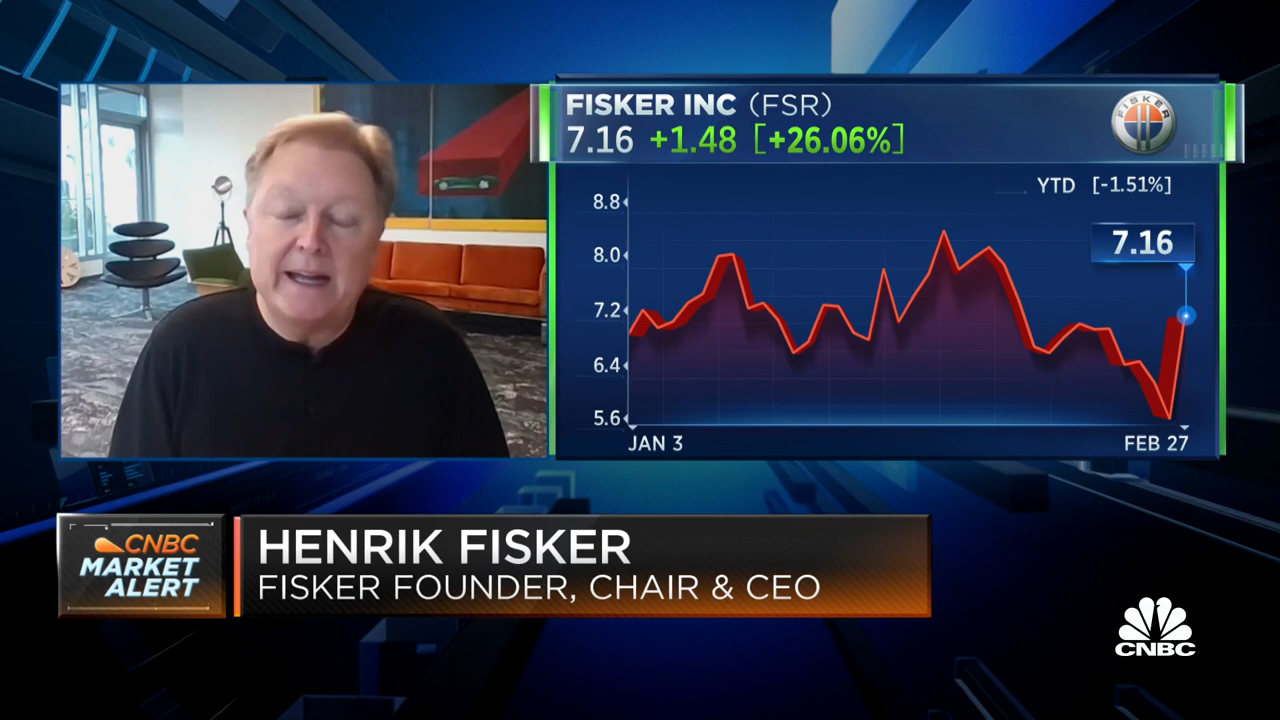 FISKER INC (FSR)
7.16 +1.48 [+26.06%]
FISKER
YTD [-1.51%]
8.8
8.0
7.2
6.4
5.6
7.16
JAN 3
FEB 27
CNBC
MARKET
ALERT
HENRIK FISKER
FISKER FOUNDER, CHAIR & CEO
CNBC